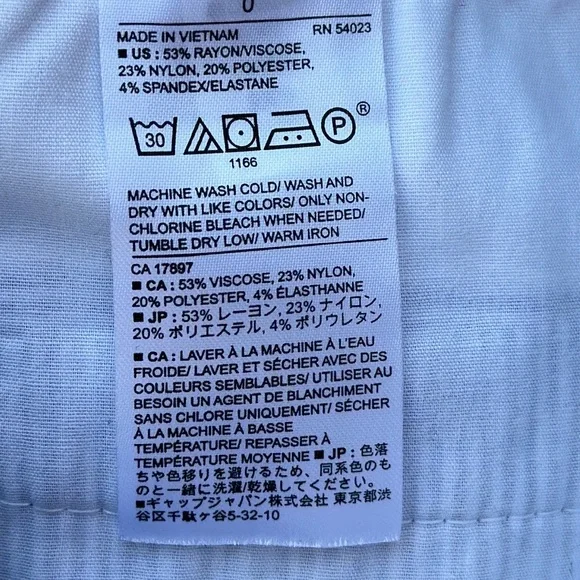 0
MADE IN VIETNAM RN 54023
■ US : 53% RAYON/VISCOSE,
23% NYLON, 20% POLYESTER,
4% SPANDEX/ELASTANE
30 P ®
1166
MACHINE WASH COLD/ WASH AND
DRY WITH LIKE COLORS/ ONLY NON-
CHLORINE BLEACH WHEN NEEDED/
TUMBLE DRY LOW/ WARM IRON
CA 17897
■ CA : 53% VISCOSE, 23% NYLON,
20% POLYESTER, 4% ÉLASTHANNE
■ JP : 53% レーヨン, 23% ナイロン,
20% ポリエステル, 4% ポリウレタン
■ CA : LAVER À LA MACHINE À L'EAU
FROIDE/ LAVER ET SÉCHER AVEC DES
COULEURS SEMBLABLES/ UTILISER AU
BESOIN UN AGENT DE BLANCHIMENT
SANS CHLORE UNIQUEMENT/ SÉCHER
À LA MACHINE À BASSE
TEMPÉRATURE/ REPASSER À
TEMPÉRATURE MOYENNE ■ JP : 色落
ちや色移りを避けるため、同系色のも
のと一緒に洗濯/乾燥してください。
■ギャップジャパン株式会社 東京都渋
谷区千駄ヶ谷5-32-10